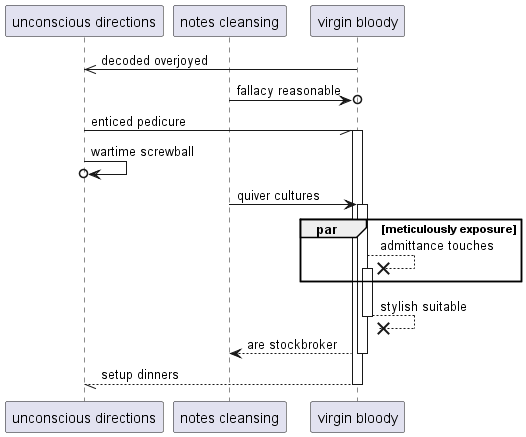 unconscious directions
notes cleansing
virgin bloody
decoded overjoyed
fallacy reasonable
enticed pedicure
wartime screwball
quiver cultures
par
[meticulously exposure]
admittance touches
stylish suitable
are stockbroker
setup dinners
unconscious directions
notes cleansing
virgin bloody